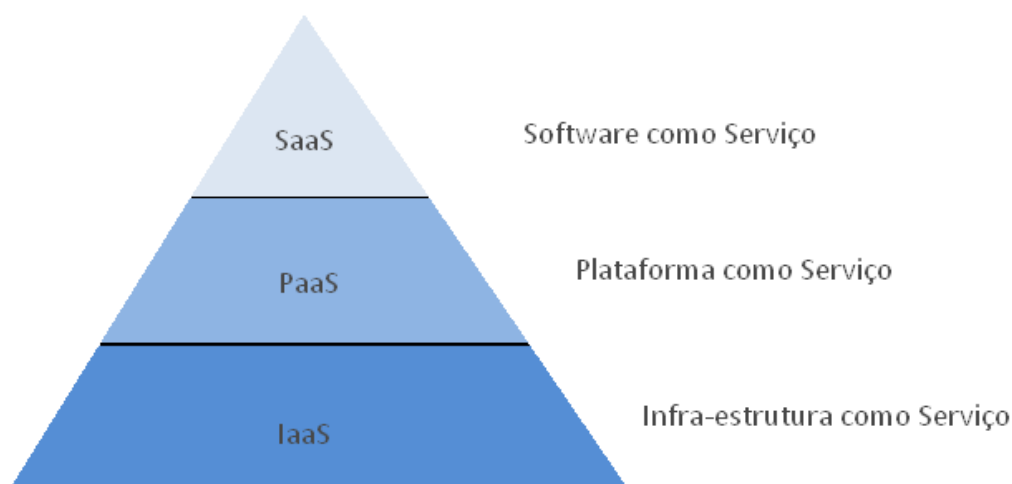 SaaS
Software como Serviço
PaaS
Plataforma como Serviço
IaaS
Infra-estrutura como Serviço